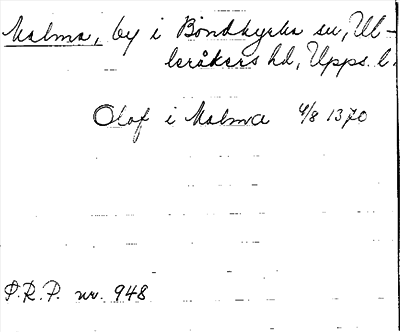 Malma, by i Bondkyrka sn, Ul-
leråkers hd, Upps. l.
Olof i Malma 4/8 1370
P.R.P. nr. 948